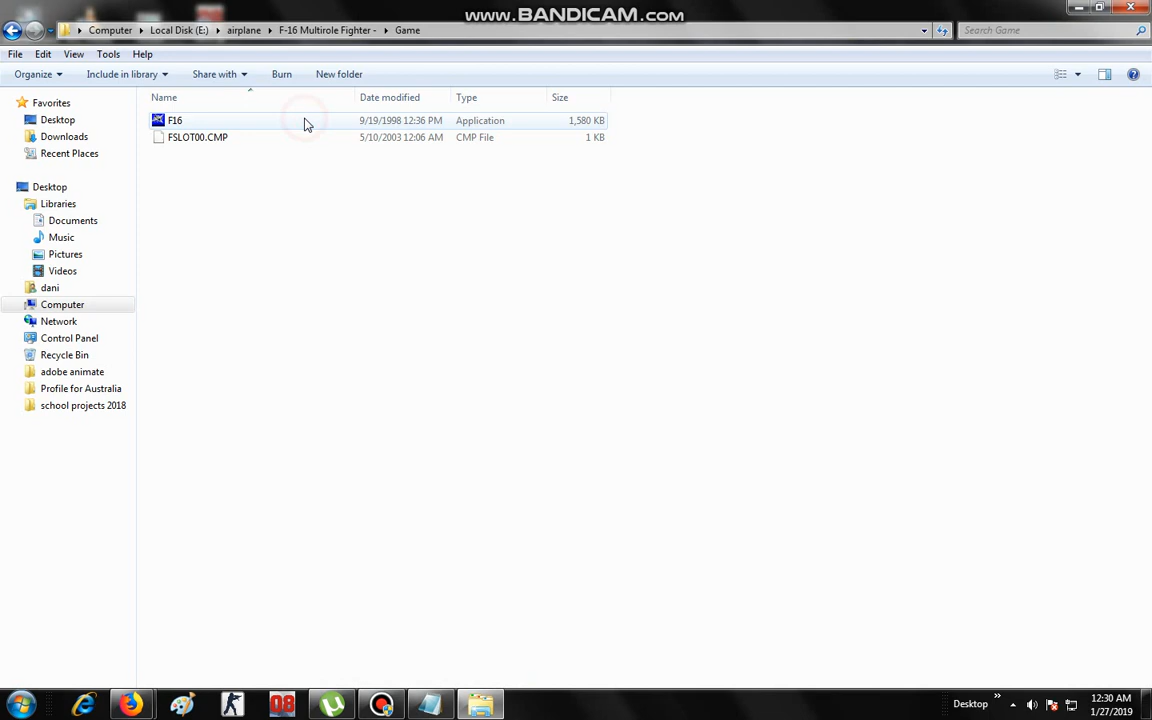 www.BANDICAM.com
Computer Local Disk (E:) airplane F-16 Multirole Fighter - Game
Search Game
File Edit View Tools Help
Organize Include in library Share with Burn New folder
Favorites
Desktop
Downloads
Recent Places
Desktop
Libraries
Documents
Music
Pictures
Videos
dani
Computer
Network
Control Panel
Recycle Bin
adobe animate
Profile for Australia
school projects 2018
Name Date modified Type Size
F16 9/19/1998 12:36 PM Application 1,580 KB
FSLOT00.CMP 5/10/2003 12:06 AM CMP File 1 KB
08
Desktop
12:30 AM
1/27/2019